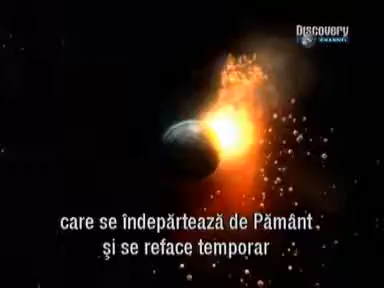 Discovery
CHANNEL
care se îndepărtează de Pământ
şi se reface temporar